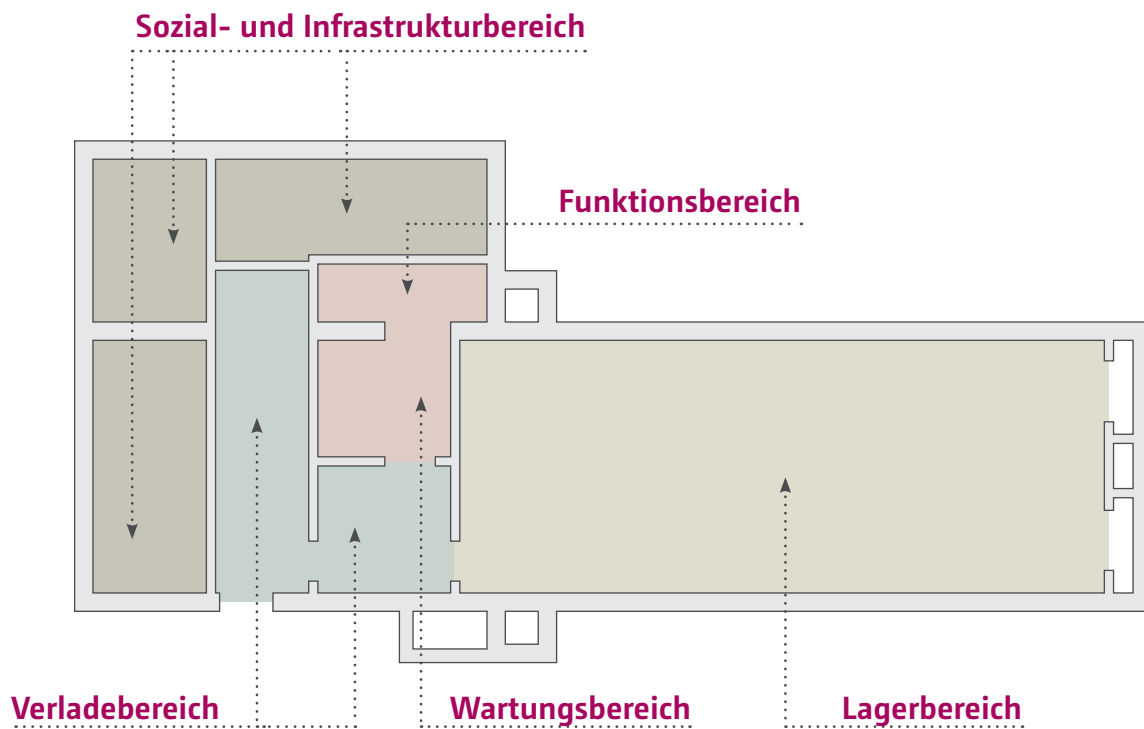 Sozial- und Infrastrukturbereich
Funktionsbereich
Verladebereich
Wartungsbereich
Lagerbereich